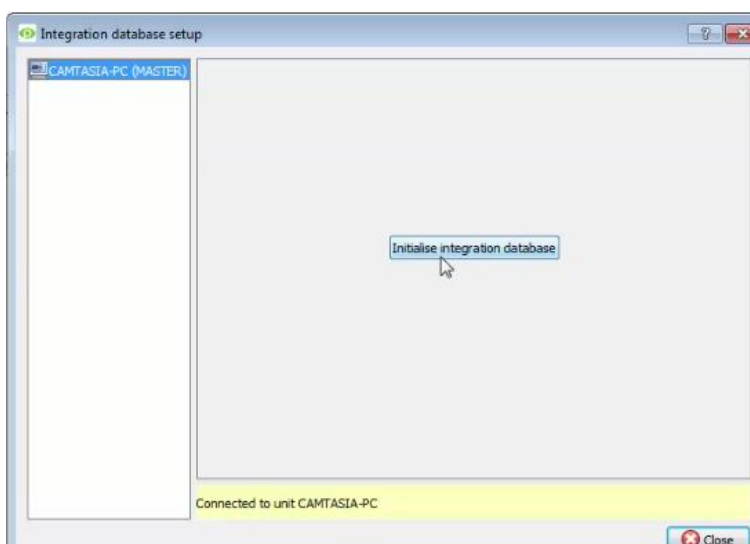 Integration database setup
CAMTASIA-PC (MASTER)
Initialise integration database
Connected to unit CAMTASIA-PC
Close